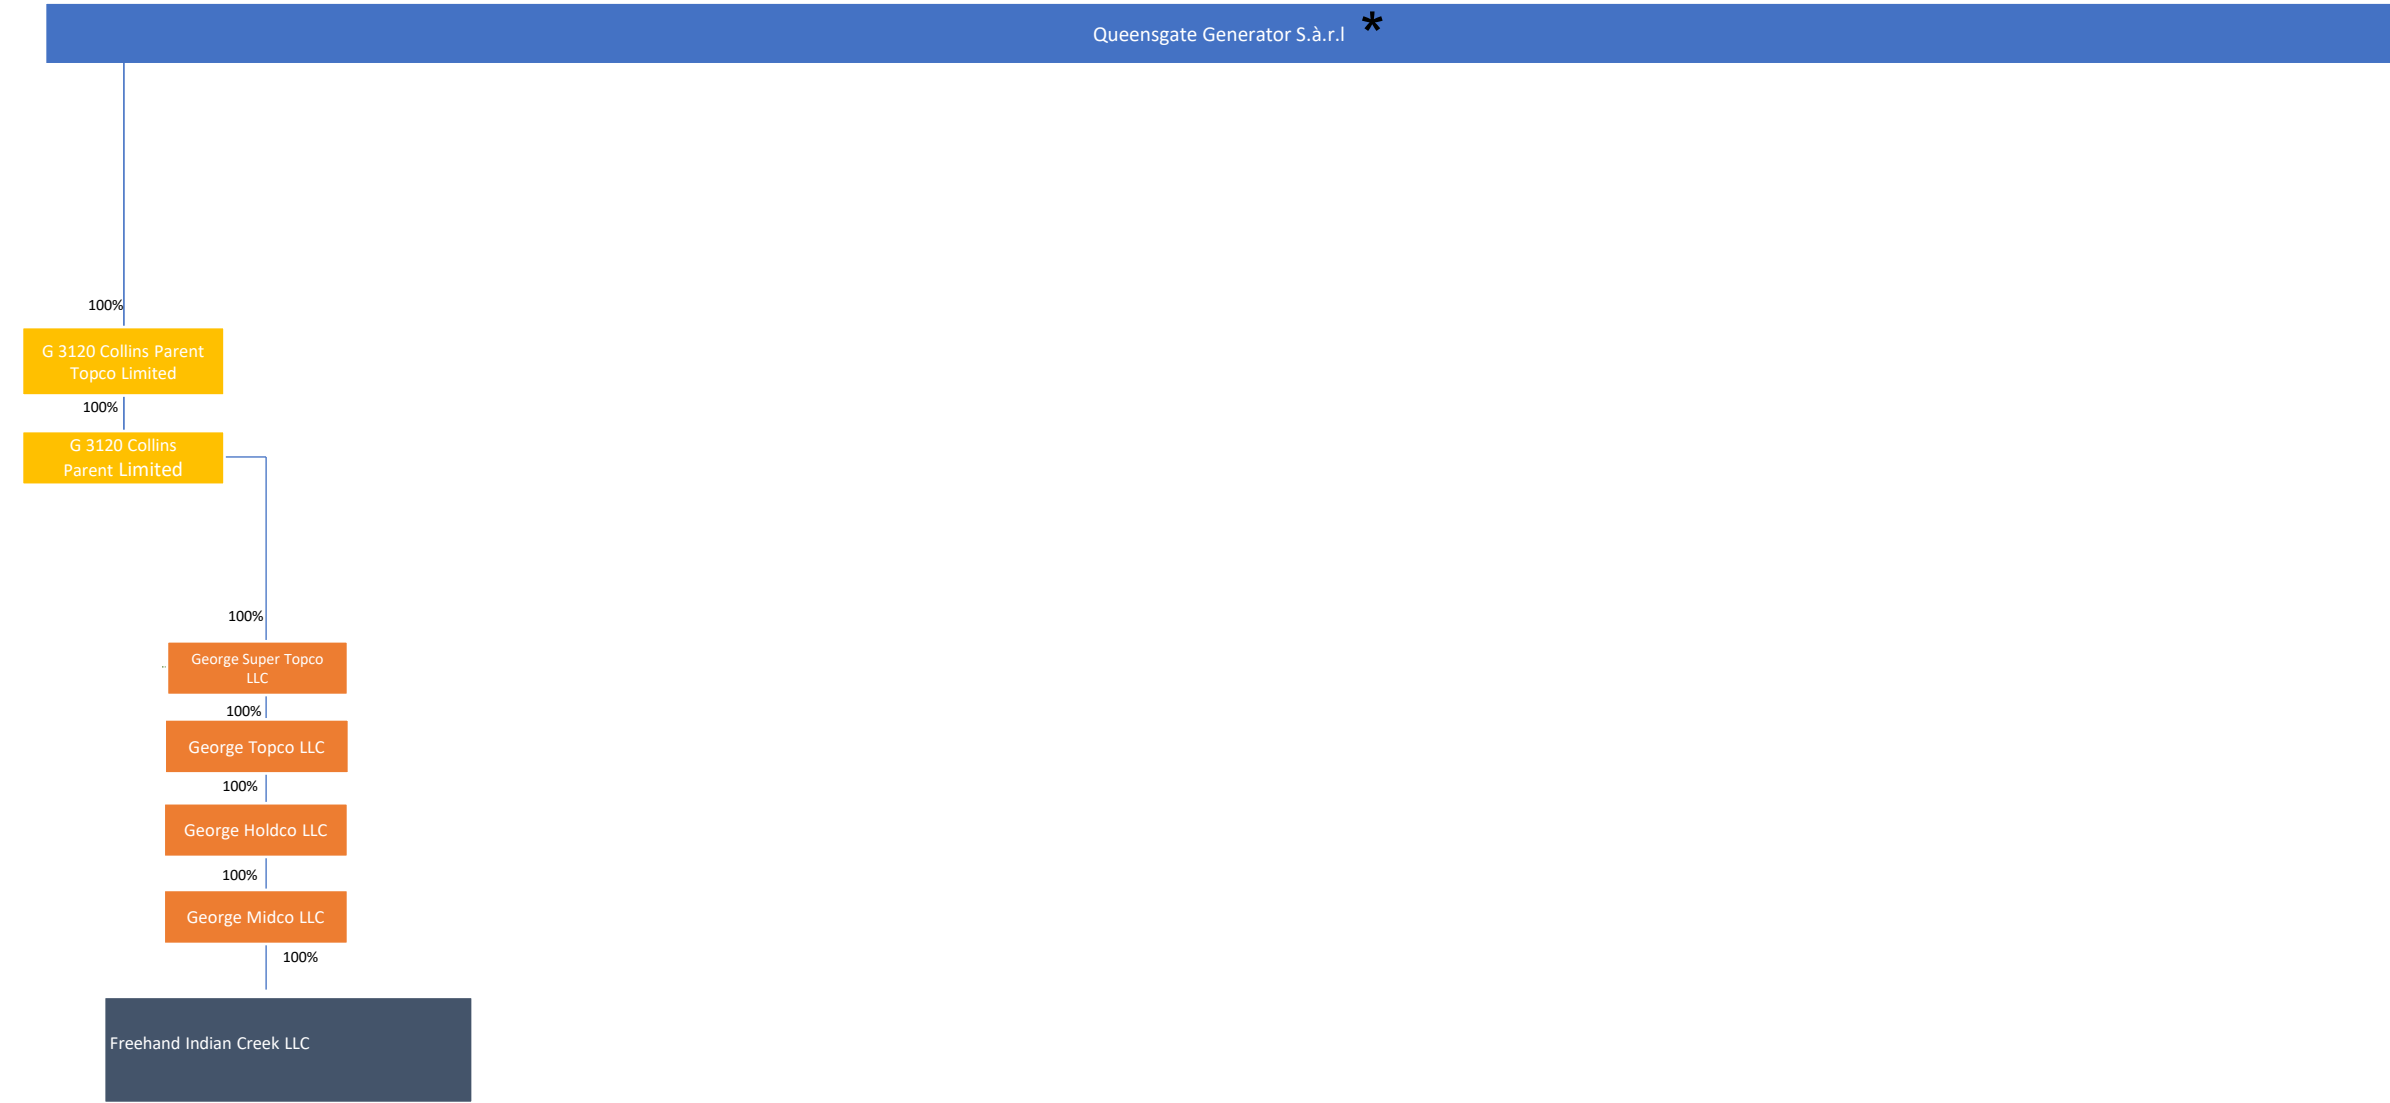 Queensgate Generator S.à.r.l *
100%
G 3120 Collins Parent
Topco Limited
100%
G 3120 Collins
Parent Limited
100%
George Super Topco
LLC
100%
George Topco LLC
100%
George Holdco LLC
100%
George Midco LLC
100%
Freehand Indian Creek LLC